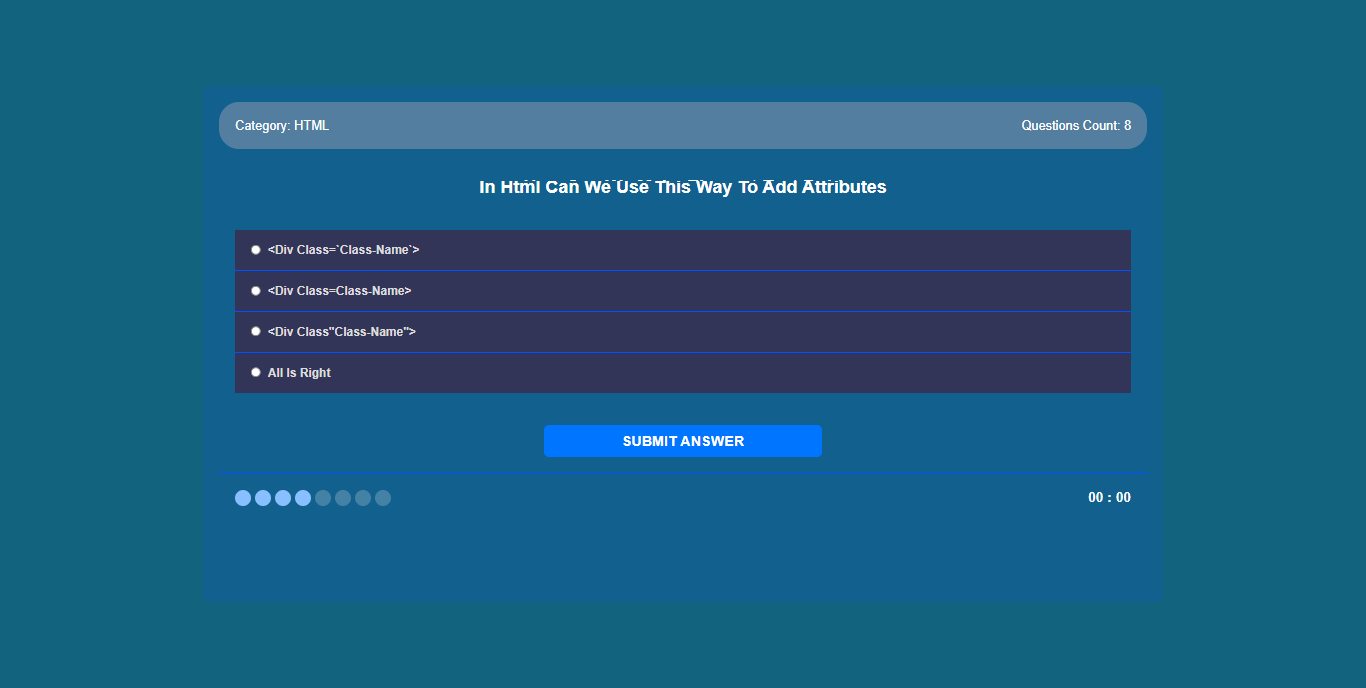 Category: HTML
Questions Count: 8
In Html Can We Use This Way To Add Attributes
<Div Class=`Class-Name`>
<Div Class=Class-Name>
<Div Class"Class-Name">
All Is Right
SUBMIT ANSWER
00 : 00